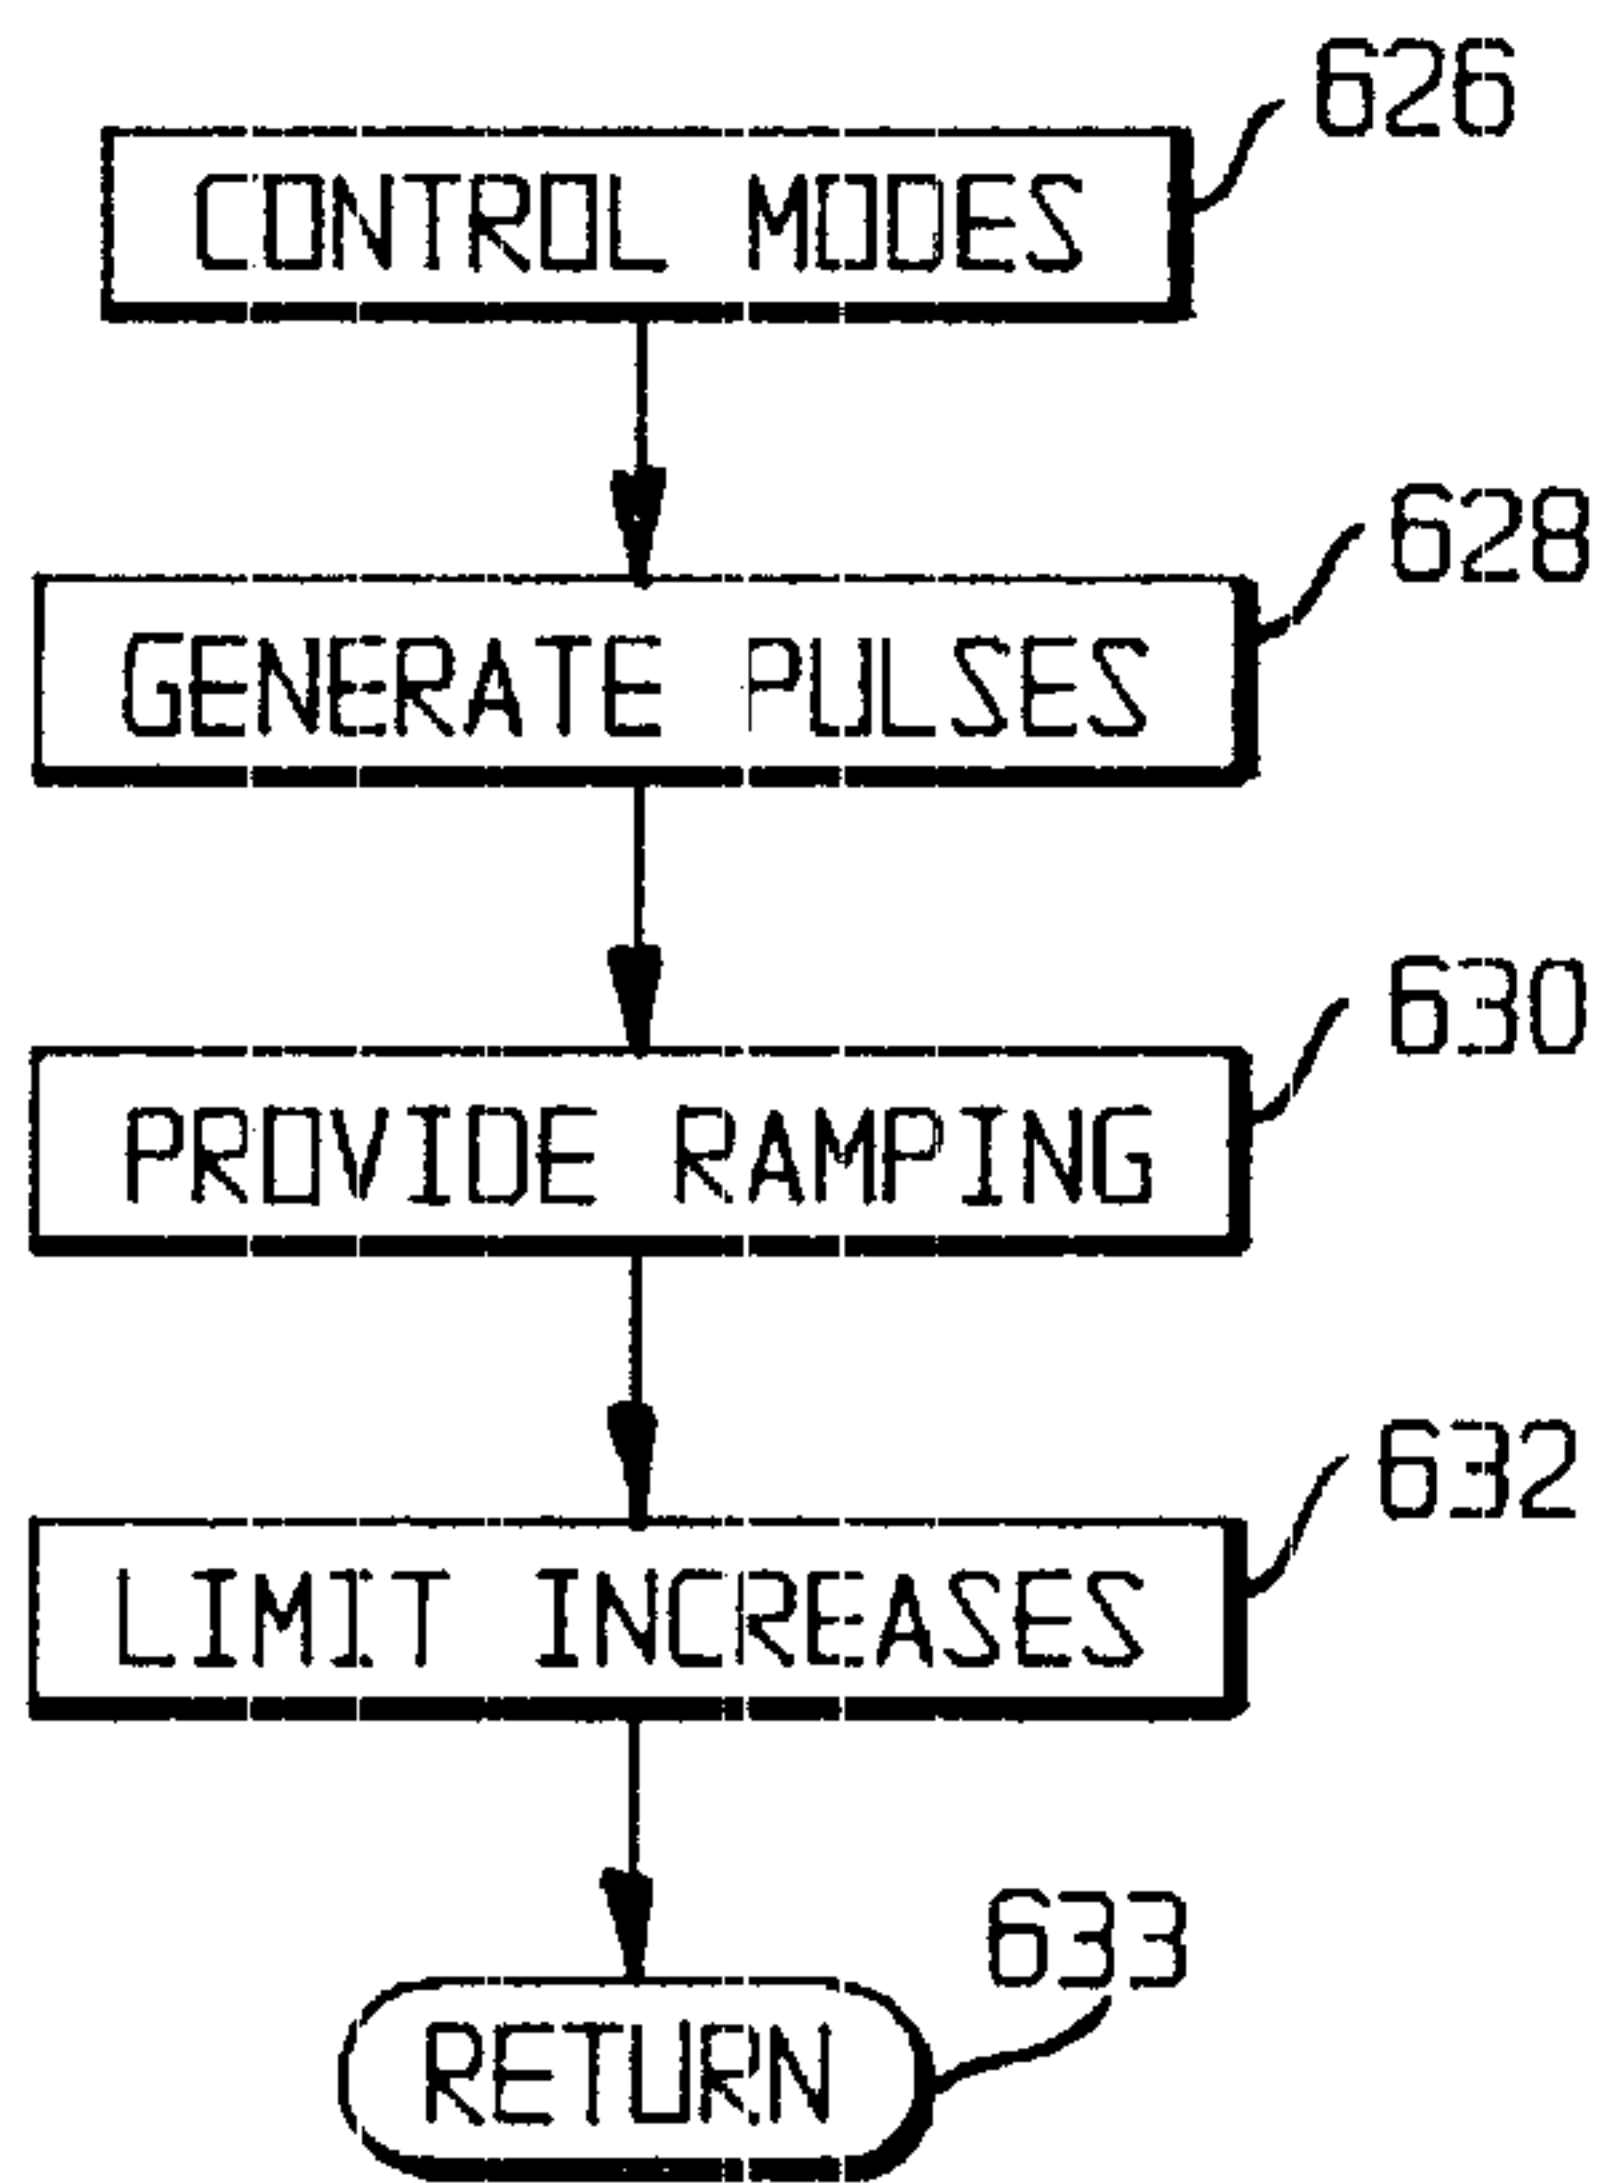 626
CONTROL MODES
628
GENERATE PULSES
630
PROVIDE RAMPING
632
LIMIT INCREASES
633
RETURN